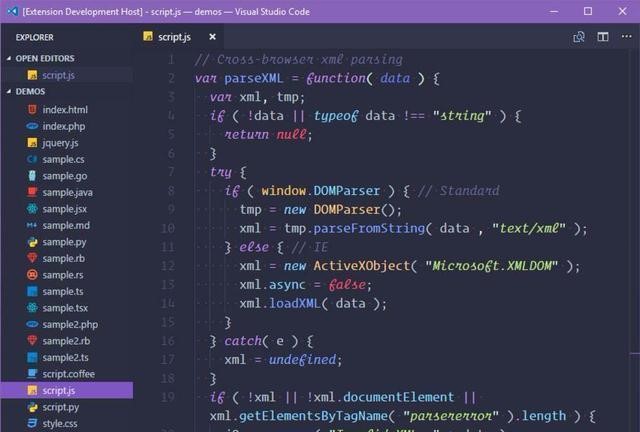 [Extension Development Host] - script.js — demos — Visual Studio Code
EXPLORER
OPEN EDITORS
script.js
DEMOS
index.html
index.php
jquery.js
sample.cs
sample.go
sample.java
sample.jsx
sample.md
sample.py
sample.rb
sample.rs
sample.ts
sample.tsx
sample2.php
sample2.rb
sample2.ts
script.coffee
script.js
script.py
style.css
script.js
1 // Cross-browser xml parsing
2 var parseXML = function( data ) {
3 var xml, tmp;
4 if ( !data || typeof data !== "string" ) {
5 return null;
6 }
7 try {
8 if ( window.DOMParser ) { // Standard
9 tmp = new DOMParser();
10 xml = tmp.parseFromString( data , "text/xml" );
11 } else { // IE
12 xml = new ActiveXObject( "Microsoft.XMLDOM" );
13 xml.async = false;
14 xml.loadXML( data );
15 }
16 } catch( e ) {
17 xml = undefined;
18 }
19 if ( !xml || !xml.documentElement ||
xml.getElementsByTagName( "parsererror" ).length ) {